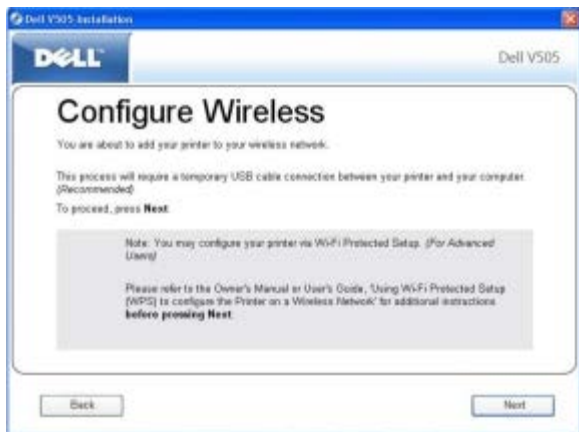 Dell V505 Installation
DELL
Dell V505
Configure Wireless
You are about to add your printer to your wireless network.
This process will require a temporary USB cable connection between your printer and your computer.
(Recommended)
To proceed, press Next.
Note: You may configure your printer via Wi-Fi Protected Setup. (For Advanced
Users)
Please refer to the Owner's Manual or User's Guide, 'Using Wi-Fi Protected Setup
(WPS) to configure the Printer on a Wireless Network' for additional instructions
before pressing Next.
Back
Next